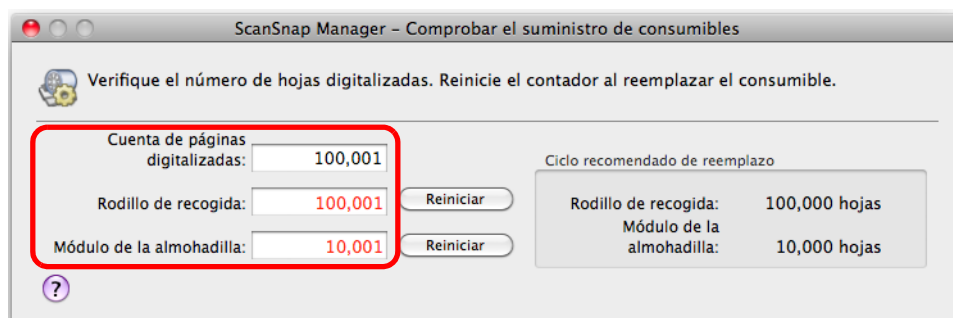 ScanSnap Manager – Comprobar el suministro de consumibles
Verifique el número de hojas digitalizadas. Reinicie el contador al reemplazar el consumible.
Cuenta de páginas
digitalizadas: 100,001
Rodillo de recogida: 100,001 Reiniciar
Módulo de la almohadilla: 10,001 Reiniciar
Ciclo recomendado de reemplazo
Rodillo de recogida: 100,000 hojas
Módulo de la
almohadilla: 10,000 hojas
?